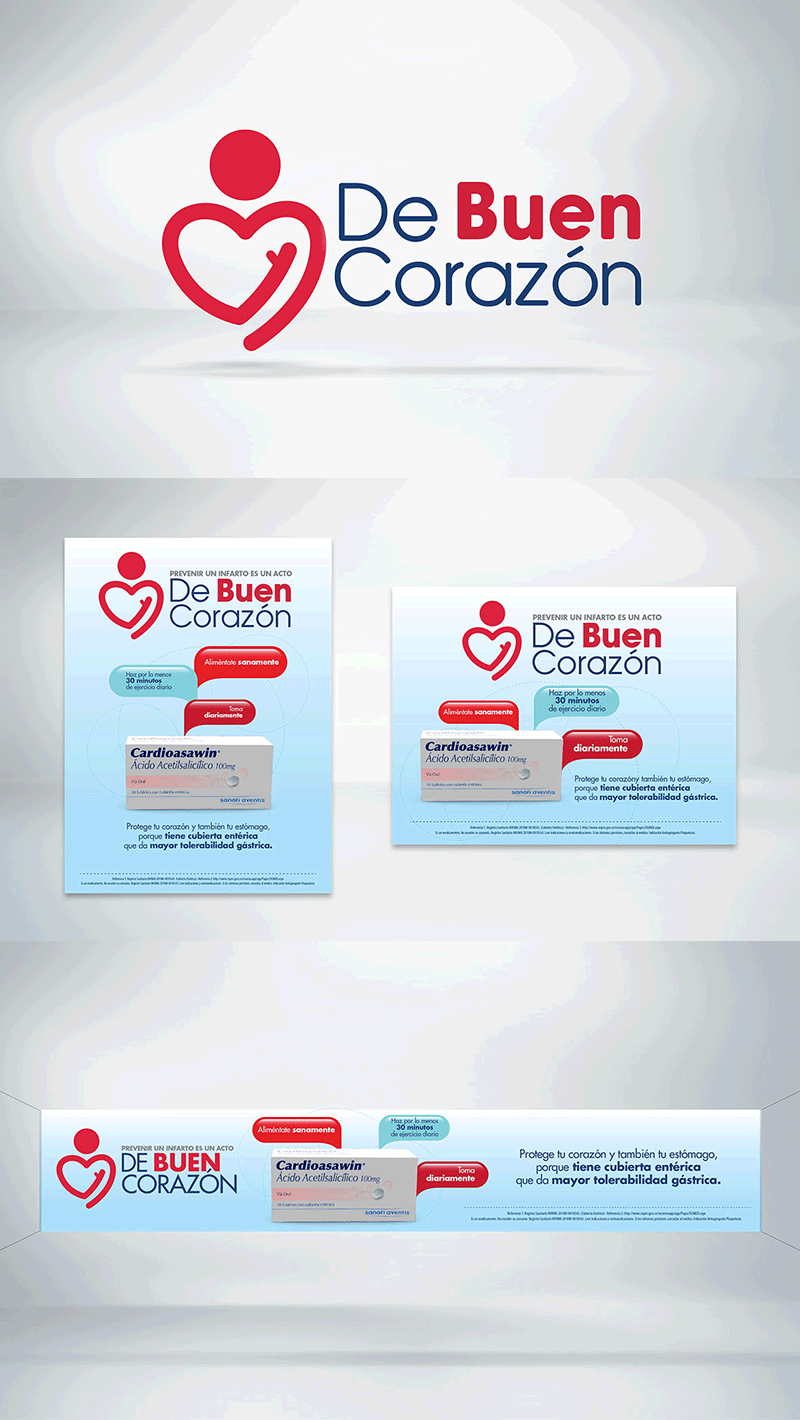 De Buen
Corazón
PREVENIR UN INFARTO ES UN ACTO
De Buen
Corazón
Aliméntate sanamente
Haz por lo menos
30 minutos
de ejercicio diario
Toma
diariamente
Cardioasawin
Ácido Acetilsalicílico 100mg
Vía Oral
sanofi aventis
Protege tu corazón y también tu estómago,
porque tiene cubierta entérica
que da mayor tolerabilidad gástrica.
PREVENIR UN INFARTO ES UN ACTO
De Buen
Corazón
Haz por lo menos
30 minutos
de ejercicio diario
Aliméntate sanamente
Toma
diariamente
Cardioasawin
Ácido Acetilsalicílico 100mg
Vía Oral
sanofi aventis
Protege tu corazóny también tu estómago,
porque tiene cubierta entérica
que da mayor tolerabilidad gástrica.
PREVENIR UN INFARTO ES UN ACTO
DE BUEN
CORAZÓN
Aliméntate sanamente
Haz por lo menos
30 minutos
de ejercicio diario
Toma
diariamente
Cardioasawin
Ácido Acetilsalicílico 100mg
Vía Oral
sanofi aventis
Protege tu corazón y también tu estómago,
porque tiene cubierta entérica
que da mayor tolerabilidad gástrica.